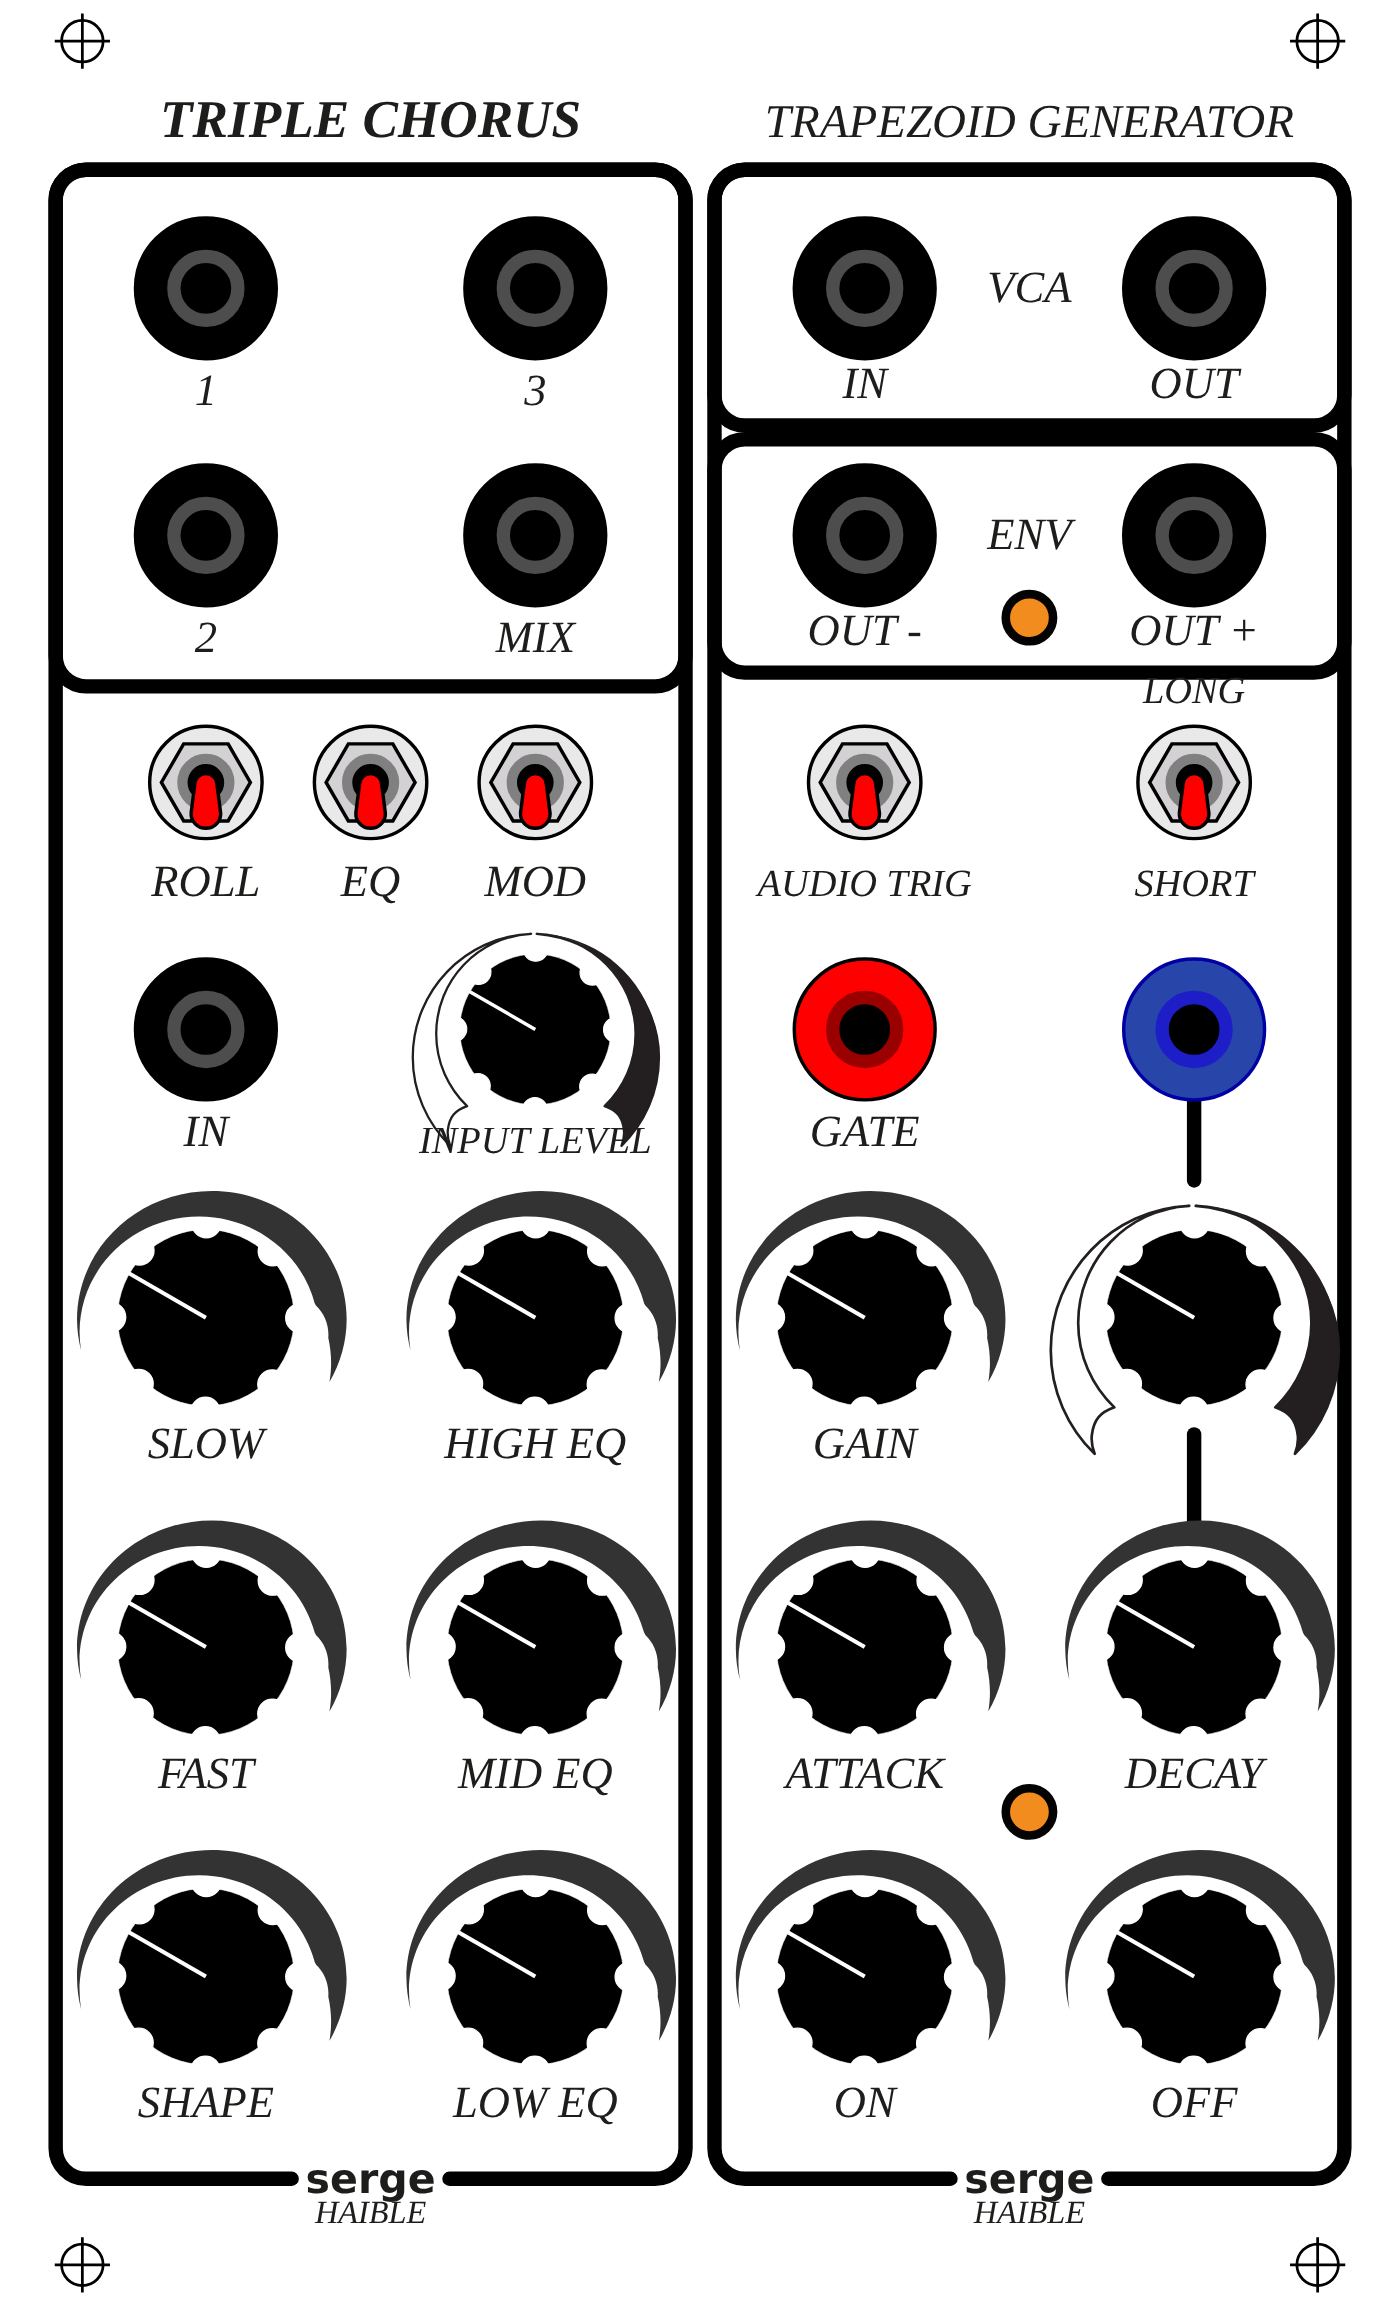 TRIPLE CHORUS
1
3
2
MIX
ROLL
EQ
MOD
IN
INPUT LEVEL
SLOW
HIGH EQ
FAST
MID EQ
SHAPE
LOW EQ
serge
HAIBLE
TRAPEZOID GENERATOR
VCA
IN
OUT
ENV
OUT -
OUT +
LONG
AUDIO TRIG
SHORT
GATE
GAIN
ATTACK
DECAY
ON
OFF
serge
HAIBLE